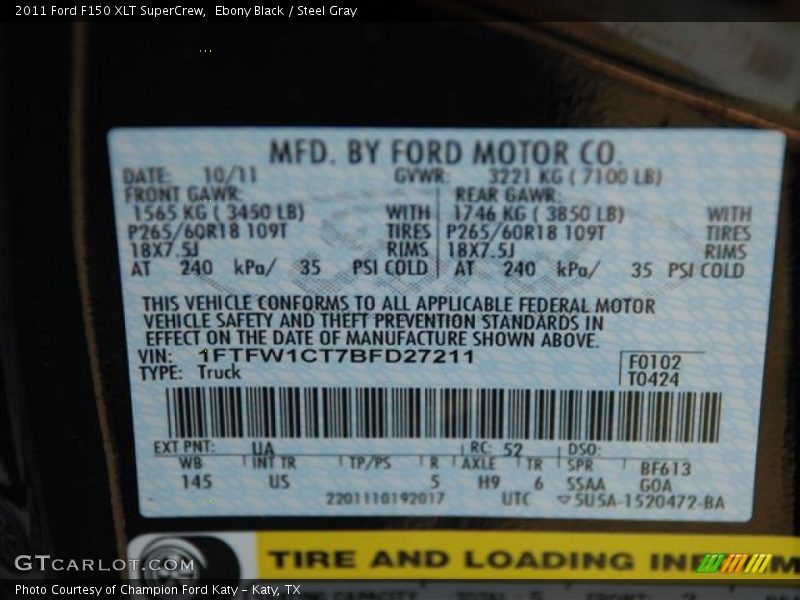 2011 Ford F150 XLT SuperCrew, Ebony Black / Steel Gray
MFD. BY FORD MOTOR CO.
DATE: 10/11 GVWR: 3221 KG ( 7100 LB)
FRONT GAWR: REAR GAWR:
1565 KG ( 3450 LB) WITH 1746 KG ( 3850 LB) WITH
P265/60R18 109T TIRES P265/60R18 109T TIRES
18X7.5J RIMS 18X7.5J RIMS
AT 240 kPa/ 35 PSI COLD AT 240 kPa/ 35 PSI COLD
THIS VEHICLE CONFORMS TO ALL APPLICABLE FEDERAL MOTOR
VEHICLE SAFETY AND THEFT PREVENTION STANDARDS IN
EFFECT ON THE DATE OF MANUFACTURE SHOWN ABOVE.
VIN: 1FTFW1CT7BFD27211 F0102
TYPE: Truck T0424
EXT PNT: UA RC: 52 DSO:
WB INT TR TP/PS R AXLE TR SPR BF613
145 US 5 H9 6 SSAA GOA
2201110192017 UTC 5U5A-1520472-BA
TIRE AND LOADING
GTCARLOT.COM
Photo Courtesy of Champion Ford Katy - Katy, TX